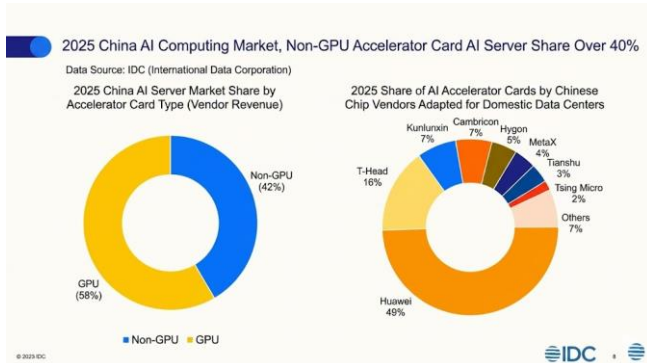 2025 China AI Computing Market, Non-GPU Accelerator Card AI Server Share Over 40%
Data Source: IDC (International Data Corporation)
2025 China AI Server Market Share by
Accelerator Card Type (Vendor Revenue)
Non-GPU
(42%)
GPU
(58%)
Non-GPU
GPU
2025 Share of AI Accelerator Cards by Chinese
Chip Vendors Adapted for Domestic Data Centers
Kunlunxin
7%
Cambricon
7%
Hygon
5%
MetaX
4%
Tianshu
3%
Tsing Micro
2%
Others
7%
T-Head
16%
Huawei
49%
IDC